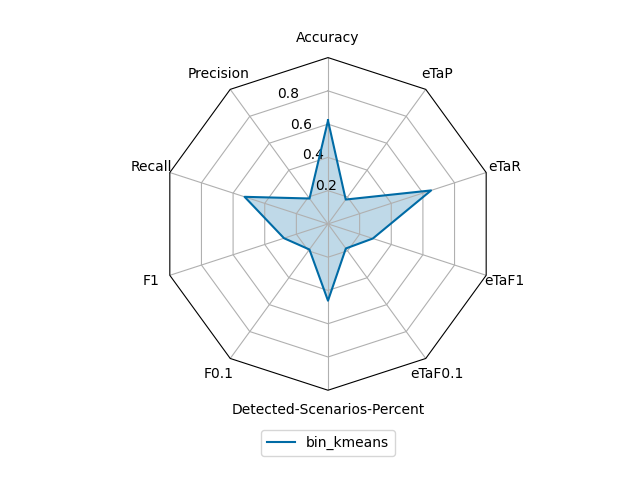 Accuracy
Precision
eTaP
0.8
0.6
0.4
Recall
eTaR
0.2
F1
eTaF1
F0.1
eTaF0.1
Detected-Scenarios-Percent
bin_kmeans